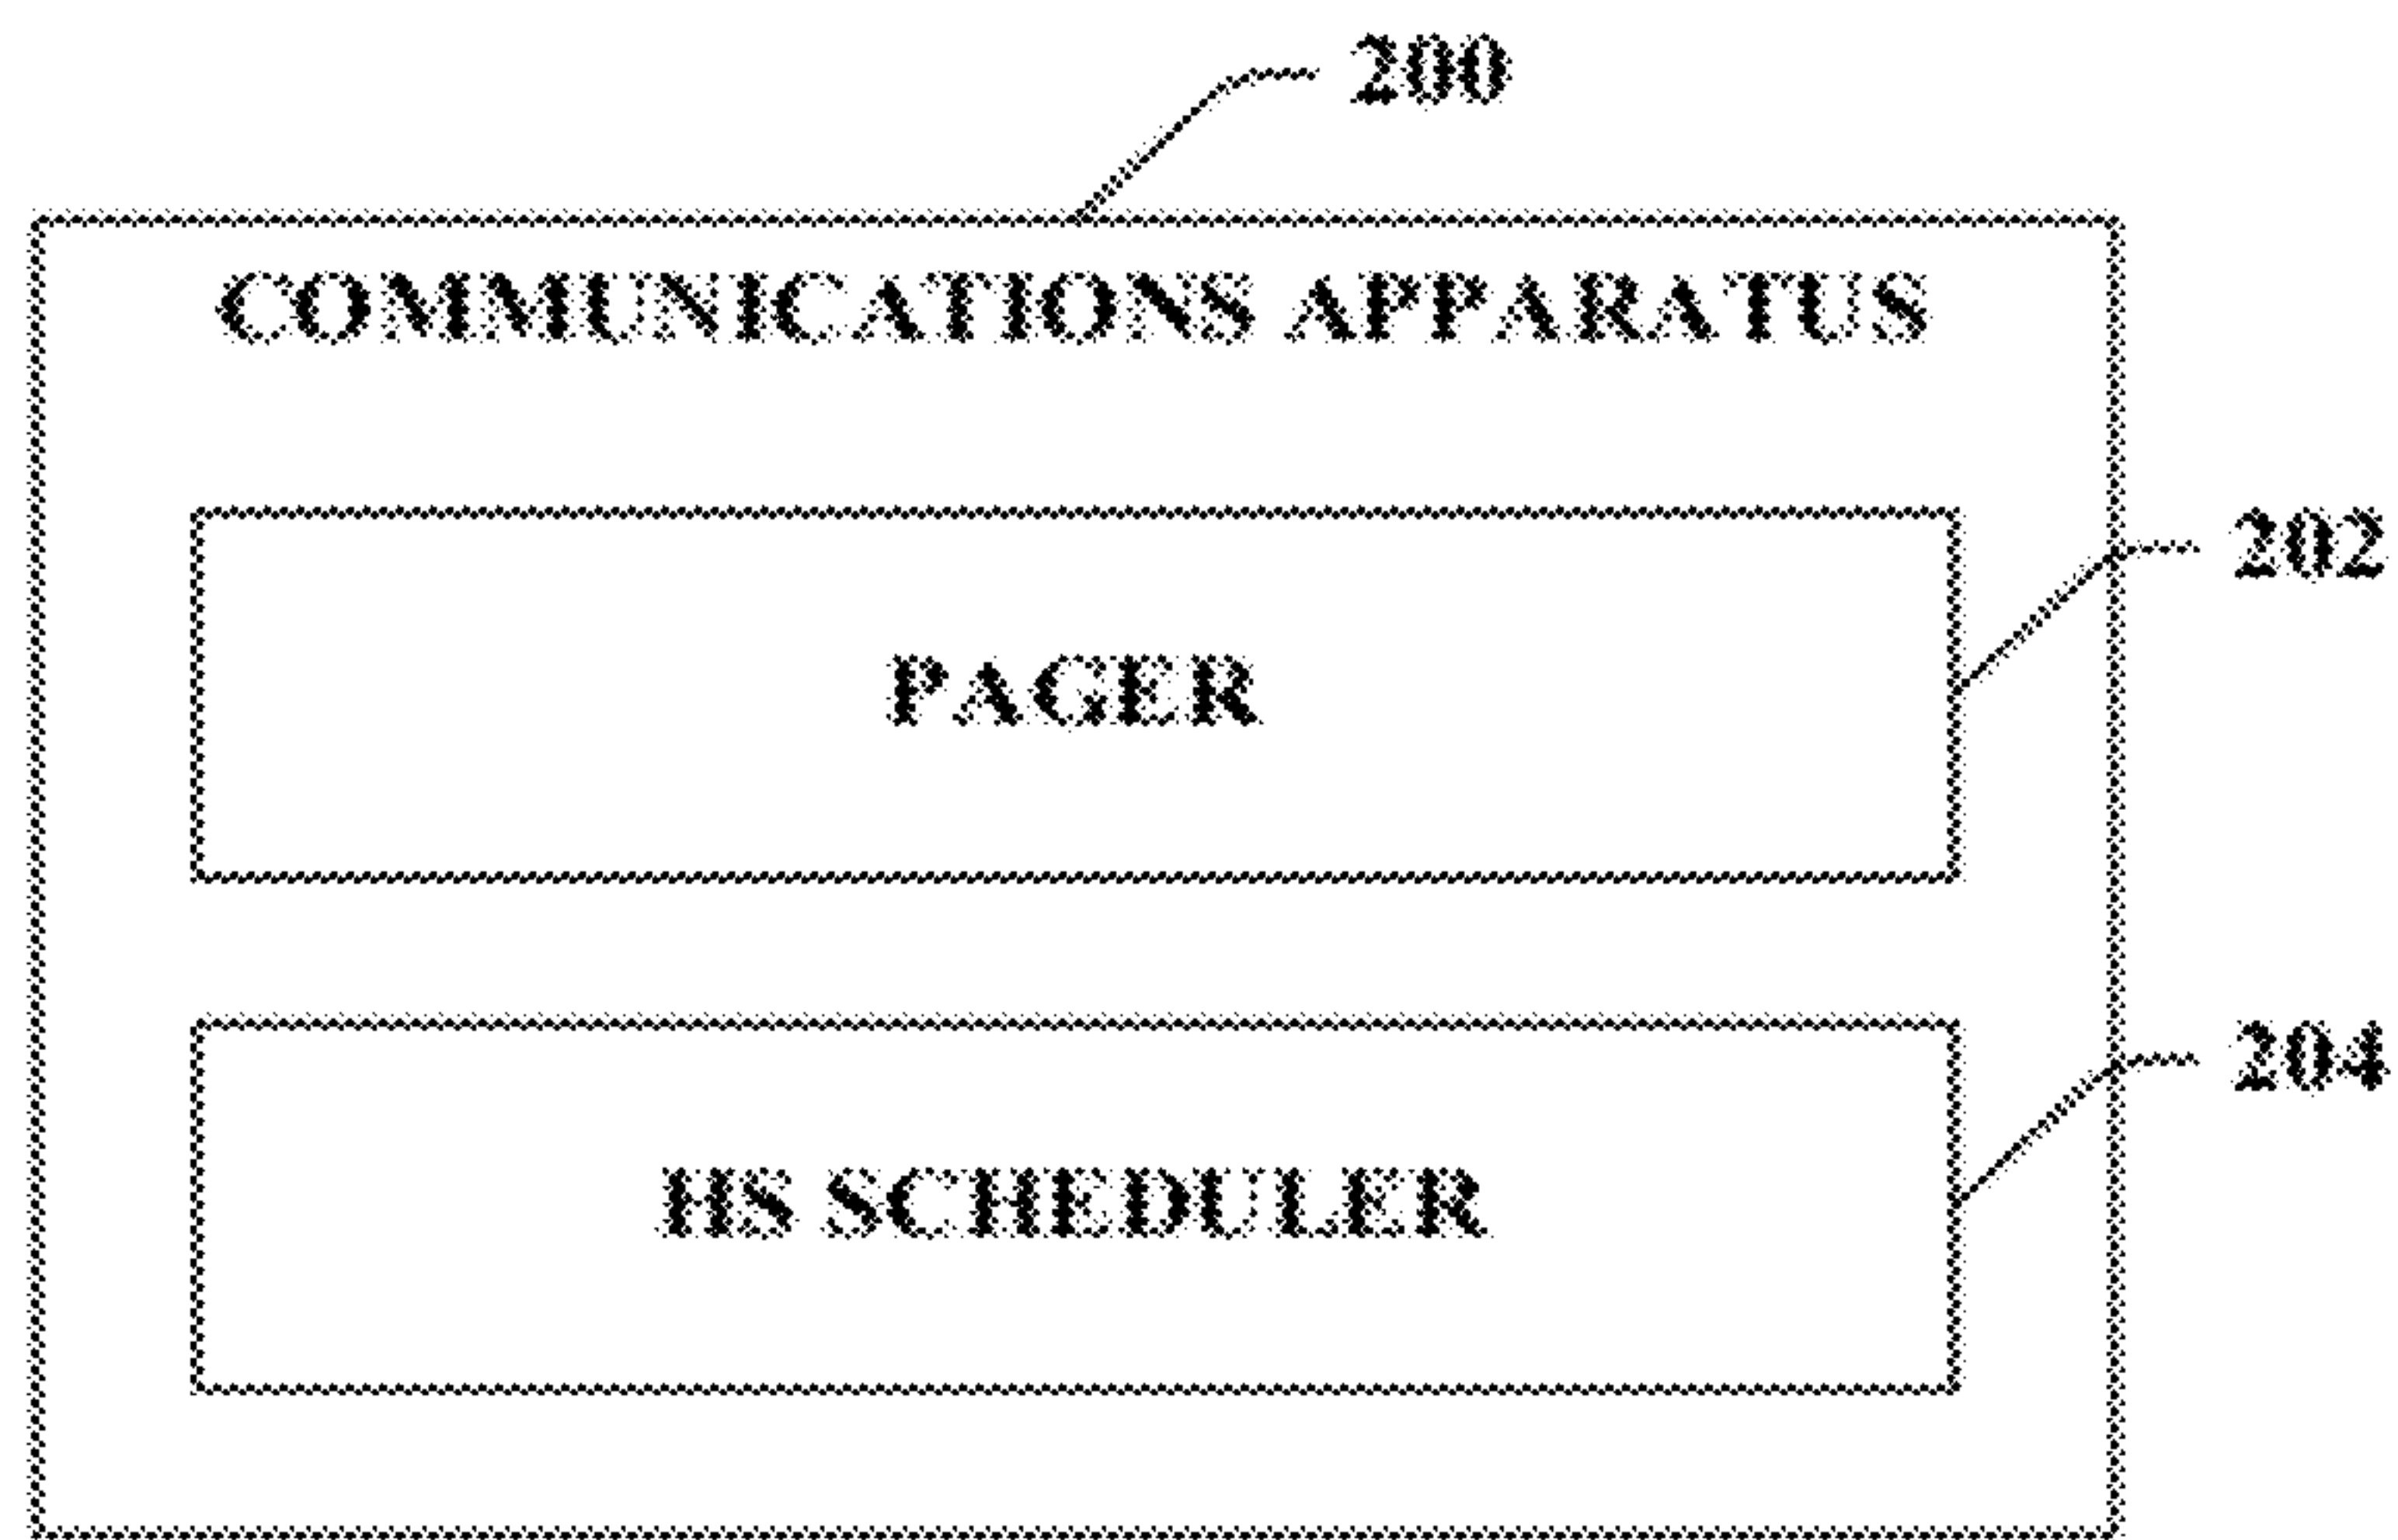 200
COMMUNICATIONS APPARATUS
202
PAGER
204
HS SCHEDULER